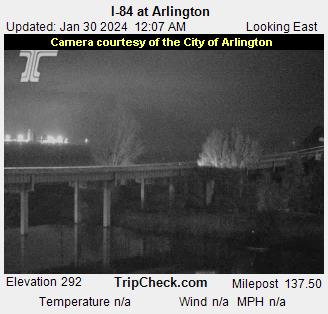 I-84 at Arlington
Updated: Jan 30 2024 12:07 AM Looking East
Camera courtesy of the City of Arlington
Elevation 292 TripCheck.com Milepost 137.50
Temperature n/a Wind n/a MPH n/a